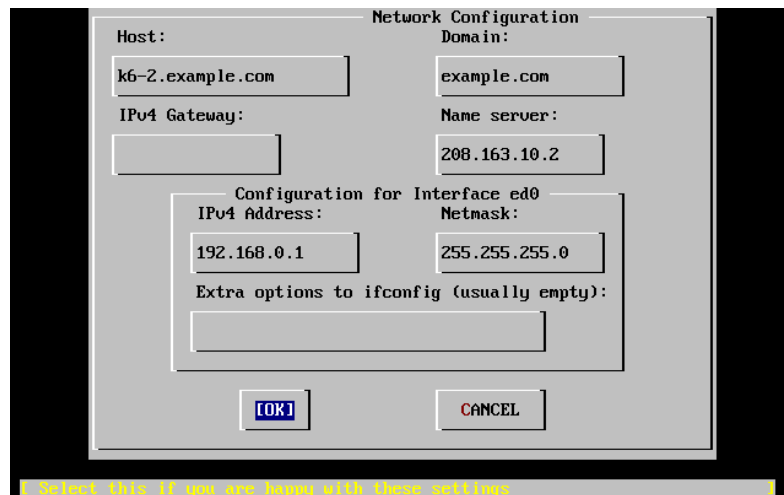 Network Configuration
Host: Domain:
k6-2.example.com example.com
IPv4 Gateway: Name server:
208.163.10.2
Configuration for Interface ed0
IPv4 Address: Netmask:
192.168.0.1 255.255.255.0
Extra options to ifconfig (usually empty):
[OK] CANCEL
[ Select this if you are happy with these settings ]